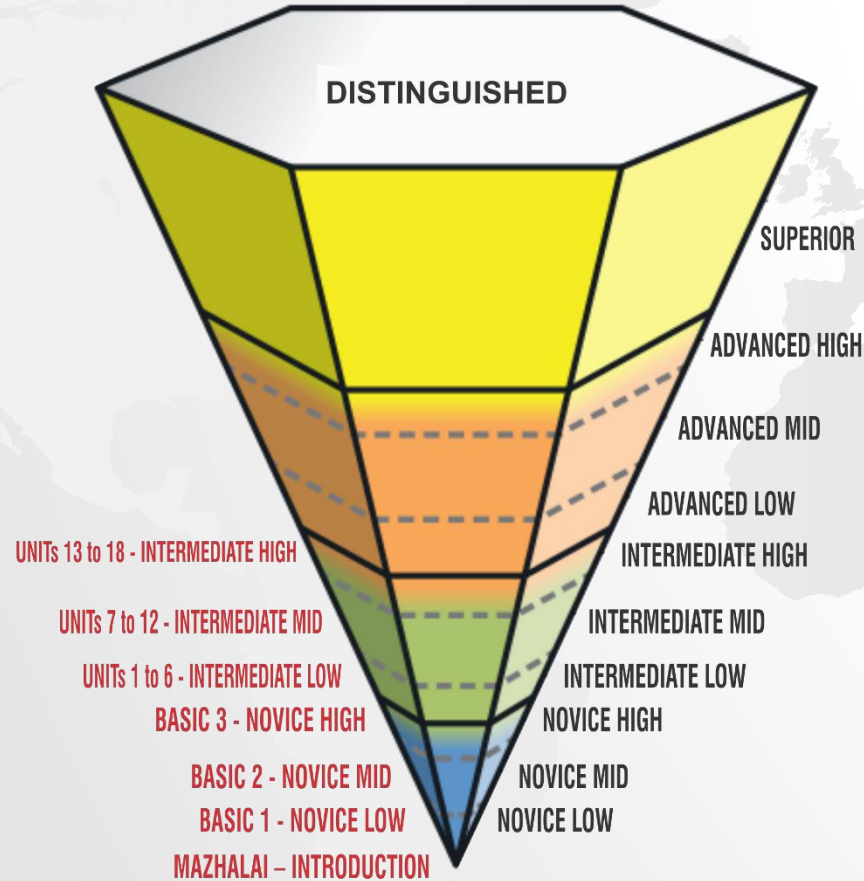 DISTINGUISHED
SUPERIOR
ADVANCED HIGH
ADVANCED MID
ADVANCED LOW
UNITs 13 to 18 - INTERMEDIATE HIGH
INTERMEDIATE HIGH
UNITs 7 to 12 - INTERMEDIATE MID
INTERMEDIATE MID
UNITs 1 to 6 - INTERMEDIATE LOW
INTERMEDIATE LOW
BASIC 3 - NOVICE HIGH
NOVICE HIGH
BASIC 2 - NOVICE MID
NOVICE MID
BASIC 1 - NOVICE LOW
NOVICE LOW
MAZHALAI – INTRODUCTION